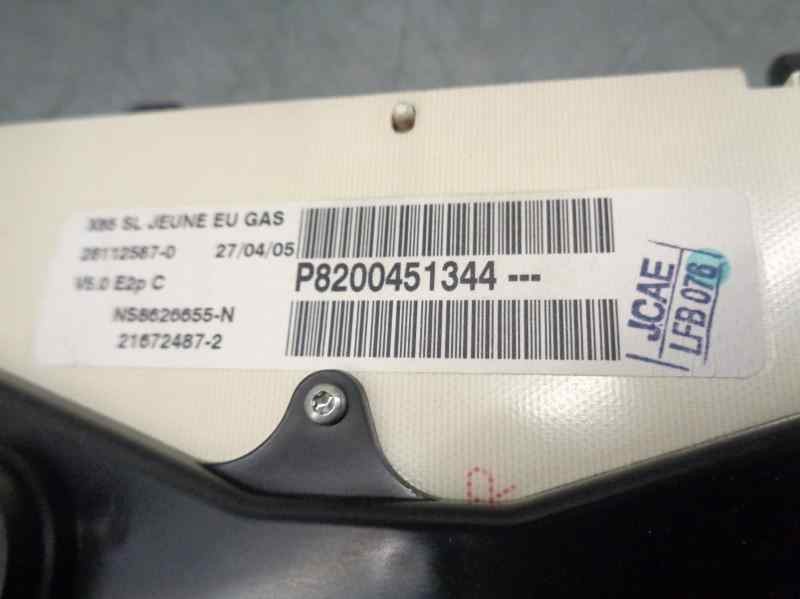 X85 SL JEUNE EU GAS
28112587-0 27/04/05
V5.0 E2p C
P8200451344 ---
NS8626655-N
21672487-2
JCAE
LFB 076